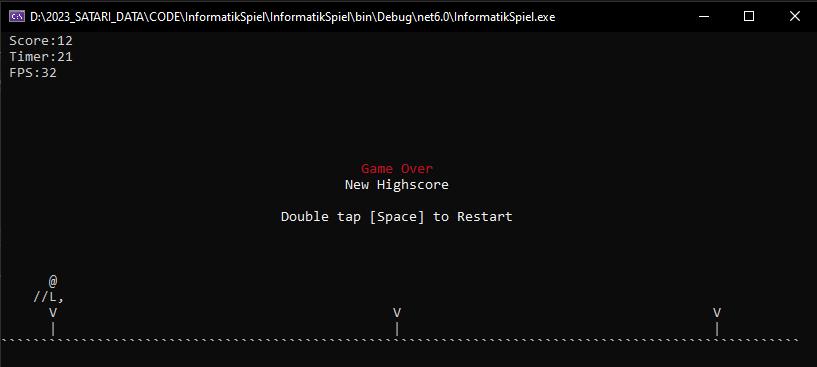 D:\2023_SATARI_DATA\CODE\InformatikSpiel\InformatikSpiel\bin\Debug\net6.0\InformatikSpiel.exe
Score:12
Timer:21
FPS:32
Game Over
New Highscore
Double tap [Space] to Restart
@
//L,
V V V
| | |
````````````````````````````````````````````````````````````````````````````````````````````````````